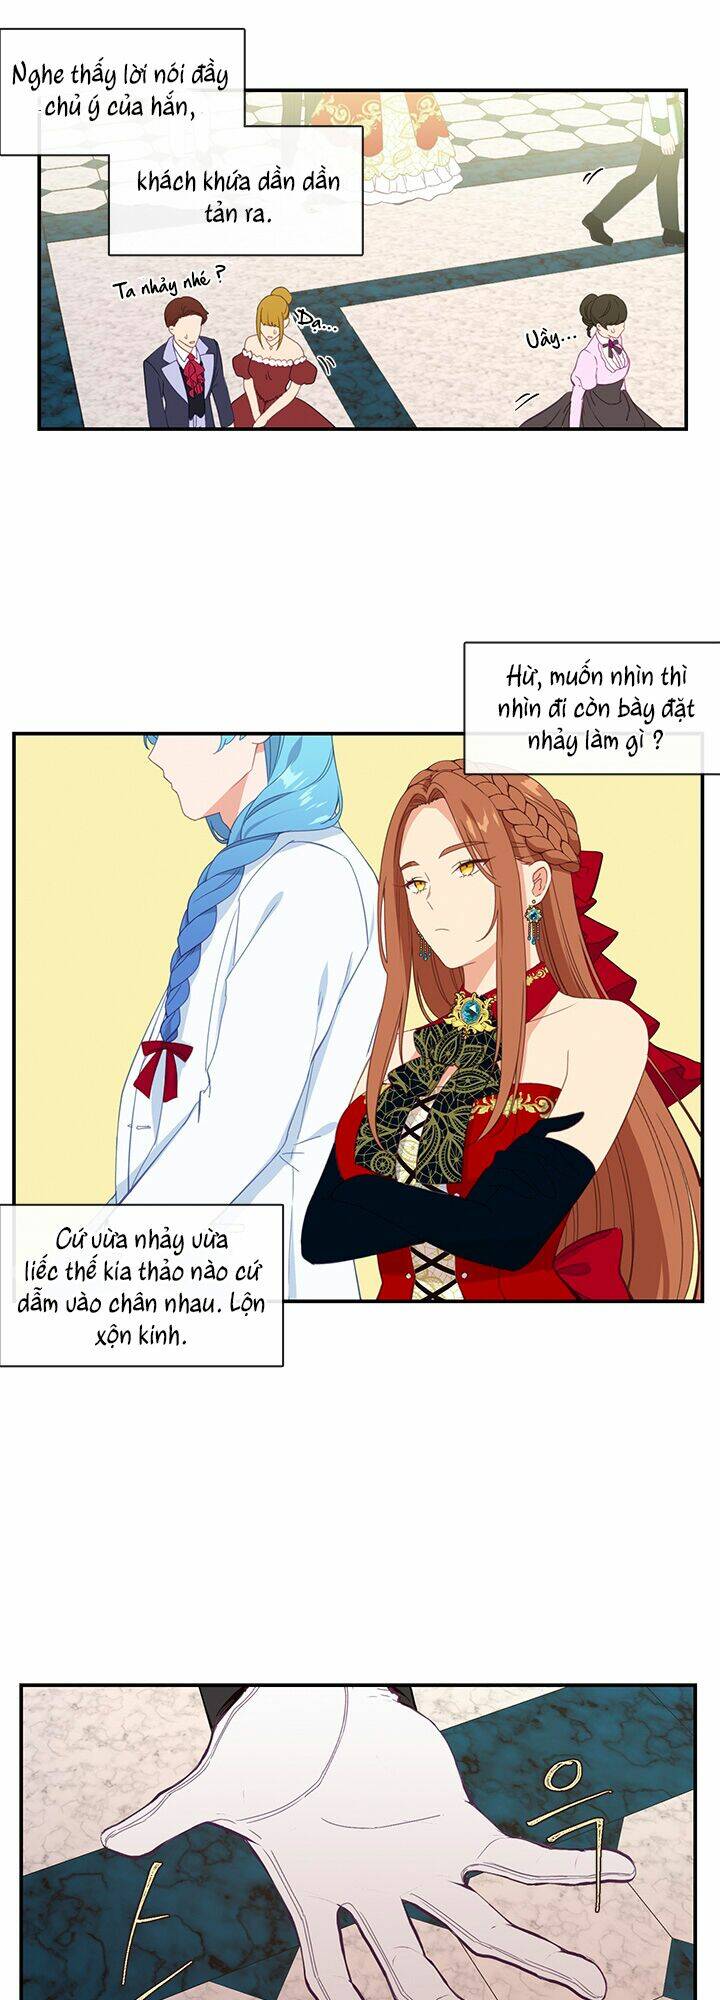 Nghe thấy lời nói đầy
chủ ý của hắn,
khách khứa dần dần
tản ra.
Ta nhảy nhé ?
Dạ...
Uầy...
Hừ, muốn nhìn thì
nhìn đi còn bày đặt
nhảy làm gì ?
Cứ vừa nhảy vừa
liếc thế kia thảo nào cứ
dẫm vào chân nhau. Lộn
xộn kinh.